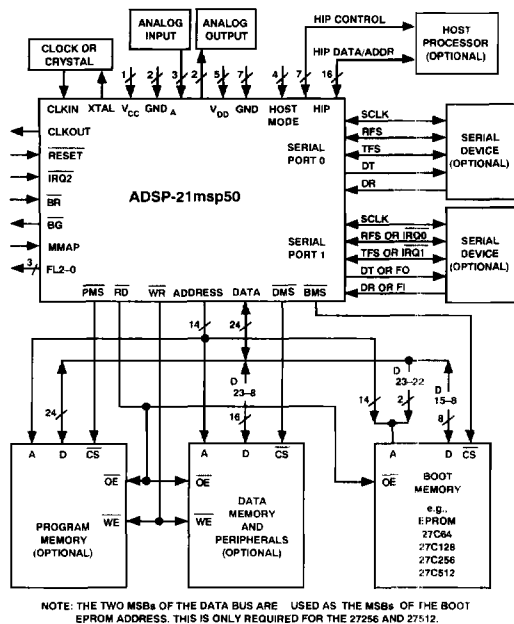 ANALOG
INPUT
ANALOG
OUTPUT
CLOCK OR
CRYSTAL
HIP CONTROL
HIP DATA/ADDR
HOST
PROCESSOR
(OPTIONAL)
1
2
3
2
5
7
4
7
16
CLKIN
XTAL
VCC
GNDA
VDD
GND
HOST
MODE
HIP
CLKOUT
RESET
IRQ2
BR
BG
MMAP
3
FL2-0
ADSP-21msp50
SERIAL
PORT 0
SCLK
RFS
TFS
DT
DR
SERIAL
DEVICE
(OPTIONAL)
SERIAL
PORT 1
SCLK
RFS OR IRQ0
TFS OR IRQ1
DT OR FO
DR OR FI
SERIAL
DEVICE
(OPTIONAL)
PMS
RD
WR
ADDRESS
DATA
DMS
BMS
14
24
D
23-8
D
23-22
D
15-8
24
16
14
2
8
A
D
CS
OE
WE
PROGRAM
MEMORY
(OPTIONAL)
A
D
CS
OE
WE
DATA
MEMORY
AND
PERIPHERALS
(OPTIONAL)
A
D
CS
OE
BOOT
MEMORY
e.g.,
EPROM
27C64
27C128
27C256
27C512
NOTE: THE TWO MSBs OF THE DATA BUS ARE USED AS THE MSBs OF THE BOOT
EPROM ADDRESS. THIS IS ONLY REQUIRED FOR THE 27256 AND 27512.